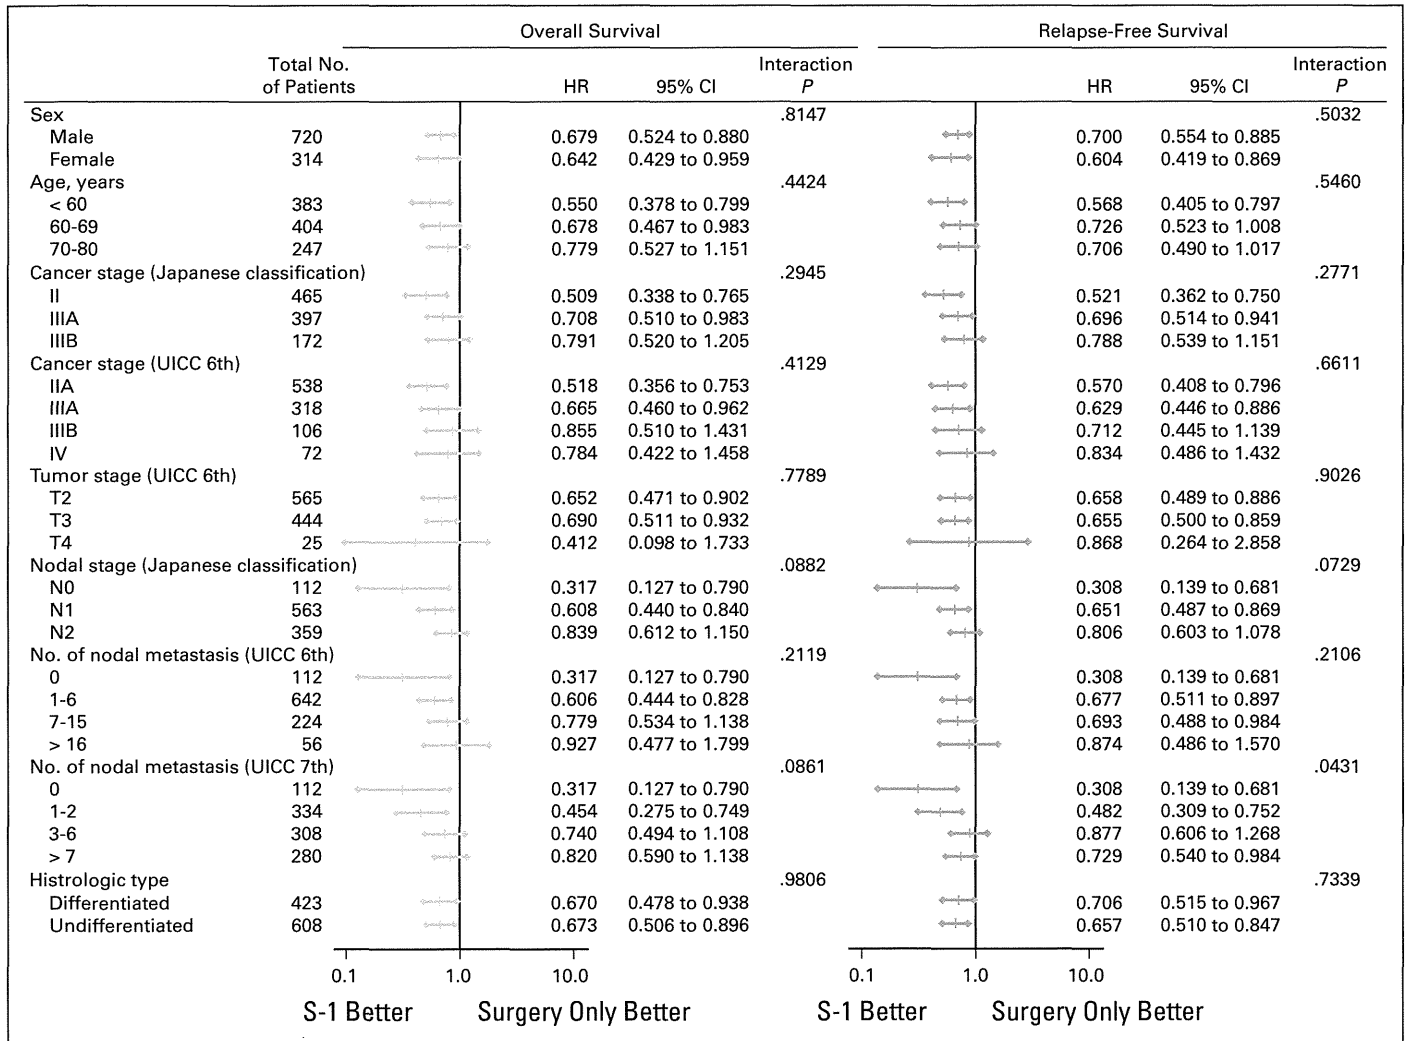 Overall Survival Relapse-Free Survival
Total No. Interaction Interaction
of Patients HR 95% CI P HR 95% CI P
Sex .8147 .5032
Male 720 0.679 0.524 to 0.880 0.700 0.554 to 0.885
Female 314 0.642 0.429 to 0.959 0.604 0.419 to 0.869
Age, years .4424 .5460
< 60 383 0.550 0.378 to 0.799 0.568 0.405 to 0.797
60-69 404 0.678 0.467 to 0.983 0.726 0.523 to 1.008
70-80 247 0.779 0.527 to 1.151 0.706 0.490 to 1.017
Cancer stage (Japanese classification) .2945 .2771
II 465 0.509 0.338 to 0.765 0.521 0.362 to 0.750
IIIA 397 0.708 0.510 to 0.983 0.696 0.514 to 0.941
IIIB 172 0.791 0.520 to 1.205 0.788 0.539 to 1.151
Cancer stage (UICC 6th) .4129 .6611
IIA 538 0.518 0.356 to 0.753 0.570 0.408 to 0.796
IIIA 318 0.665 0.460 to 0.962 0.629 0.446 to 0.886
IIIB 106 0.855 0.510 to 1.431 0.712 0.445 to 1.139
IV 72 0.784 0.422 to 1.458 0.834 0.486 to 1.432
Tumor stage (UICC 6th) .7789 .9026
T2 565 0.652 0.471 to 0.902 0.658 0.489 to 0.886
T3 444 0.690 0.511 to 0.932 0.655 0.500 to 0.859
T4 25 0.412 0.098 to 1.733 0.868 0.264 to 2.858
Nodal stage (Japanese classification) .0882 .0729
N0 112 0.317 0.127 to 0.790 0.308 0.139 to 0.681
N1 563 0.608 0.440 to 0.840 0.651 0.487 to 0.869
N2 359 0.839 0.612 to 1.150 0.806 0.603 to 1.078
No. of nodal metastasis (UICC 6th) .2119 .2106
0 112 0.317 0.127 to 0.790 0.308 0.139 to 0.681
1-6 642 0.606 0.444 to 0.828 0.677 0.511 to 0.897
7-15 224 0.779 0.534 to 1.138 0.693 0.488 to 0.984
> 16 56 0.927 0.477 to 1.799 0.874 0.486 to 1.570
No. of nodal metastasis (UICC 7th) .0861 .0431
0 112 0.317 0.127 to 0.790 0.308 0.139 to 0.681
1-2 334 0.454 0.275 to 0.749 0.482 0.309 to 0.752
3-6 308 0.740 0.494 to 1.108 0.877 0.606 to 1.268
> 7 280 0.820 0.590 to 1.138 0.729 0.540 to 0.984
Histrologic type .9806 .7339
Differentiated 423 0.670 0.478 to 0.938 0.706 0.515 to 0.967
Undifferentiated 608 0.673 0.506 to 0.896 0.657 0.510 to 0.847
0.1 1.0 10.0 0.1 1.0 10.0
S-1 Better Surgery Only Better S-1 Better Surgery Only Better